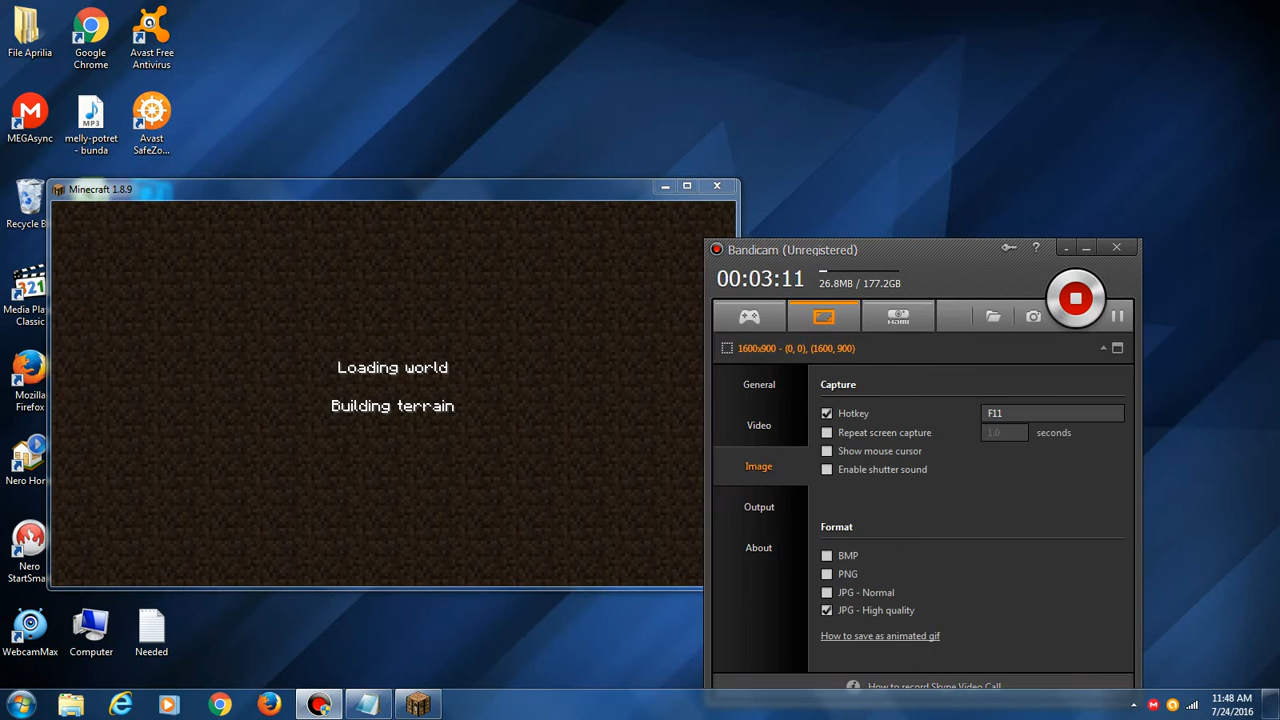 File Aprilia
Google
Chrome
Avast Free
Antivirus
MEGAsync
MP3
melly-potret
- bunda
Avast
SafeZo...
Recycle B
Media Play
Classic
Mozilla
Firefox
Nero Hom
Nero
StartSma
WebcamMax
Computer
Needed
Minecraft 1.8.9
Loading world
Building terrain
Bandicam (Unregistered)
00:03:11
26.8MB / 177.2GB
HDMI
1600x900 - (0, 0), (1600, 900)
General
Video
Image
Output
About
Capture
Hotkey
F11
Repeat screen capture
1.0
seconds
Show mouse cursor
Enable shutter sound
Format
BMP
PNG
JPG - Normal
JPG - High quality
How to save as animated gif
How to record Skype Video Call
11:48 AM
7/24/2016